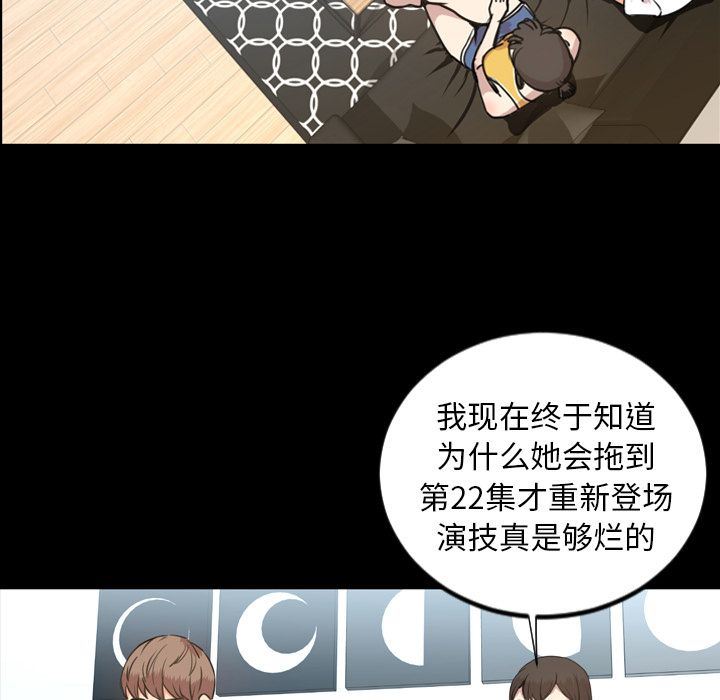 我现在终于知道
为什么她会拖到
第22集才重新登场
演技真是够烂的